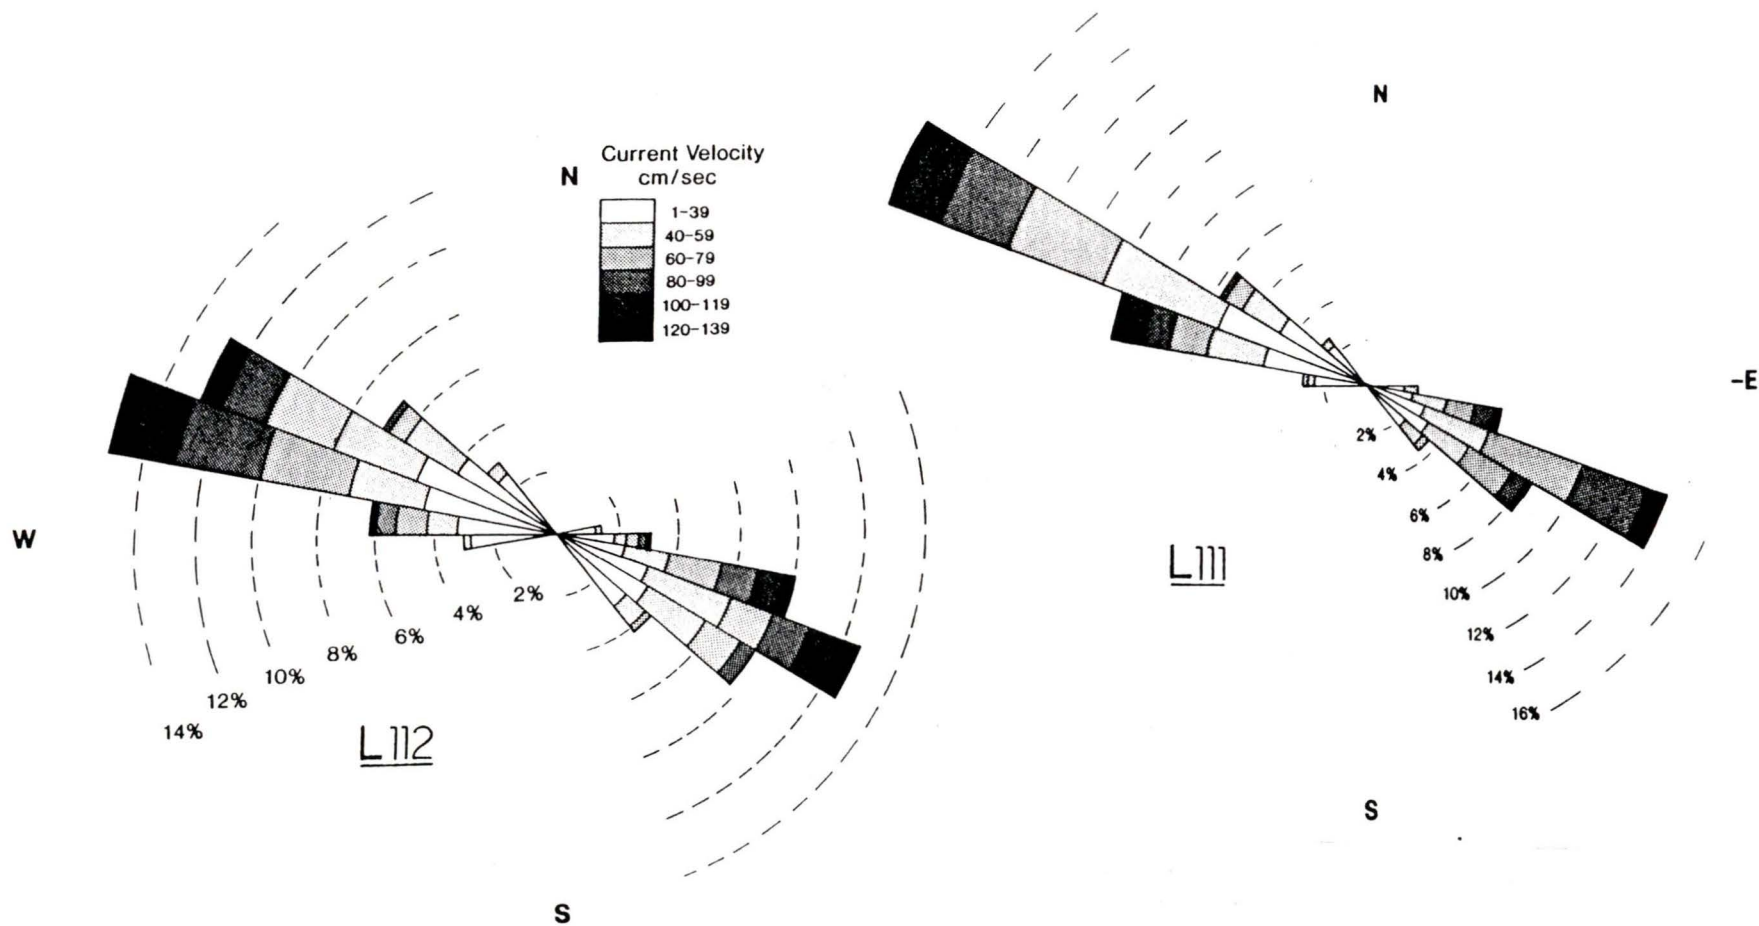 N
Current Velocity
cm/sec
1-39
40-59
60-79
80-99
100-119
120-139
W
2%
4%
6%
8%
10%
12%
14%
L112
S
N
-E
2%
4%
6%
8%
10%
12%
14%
16%
L111
S